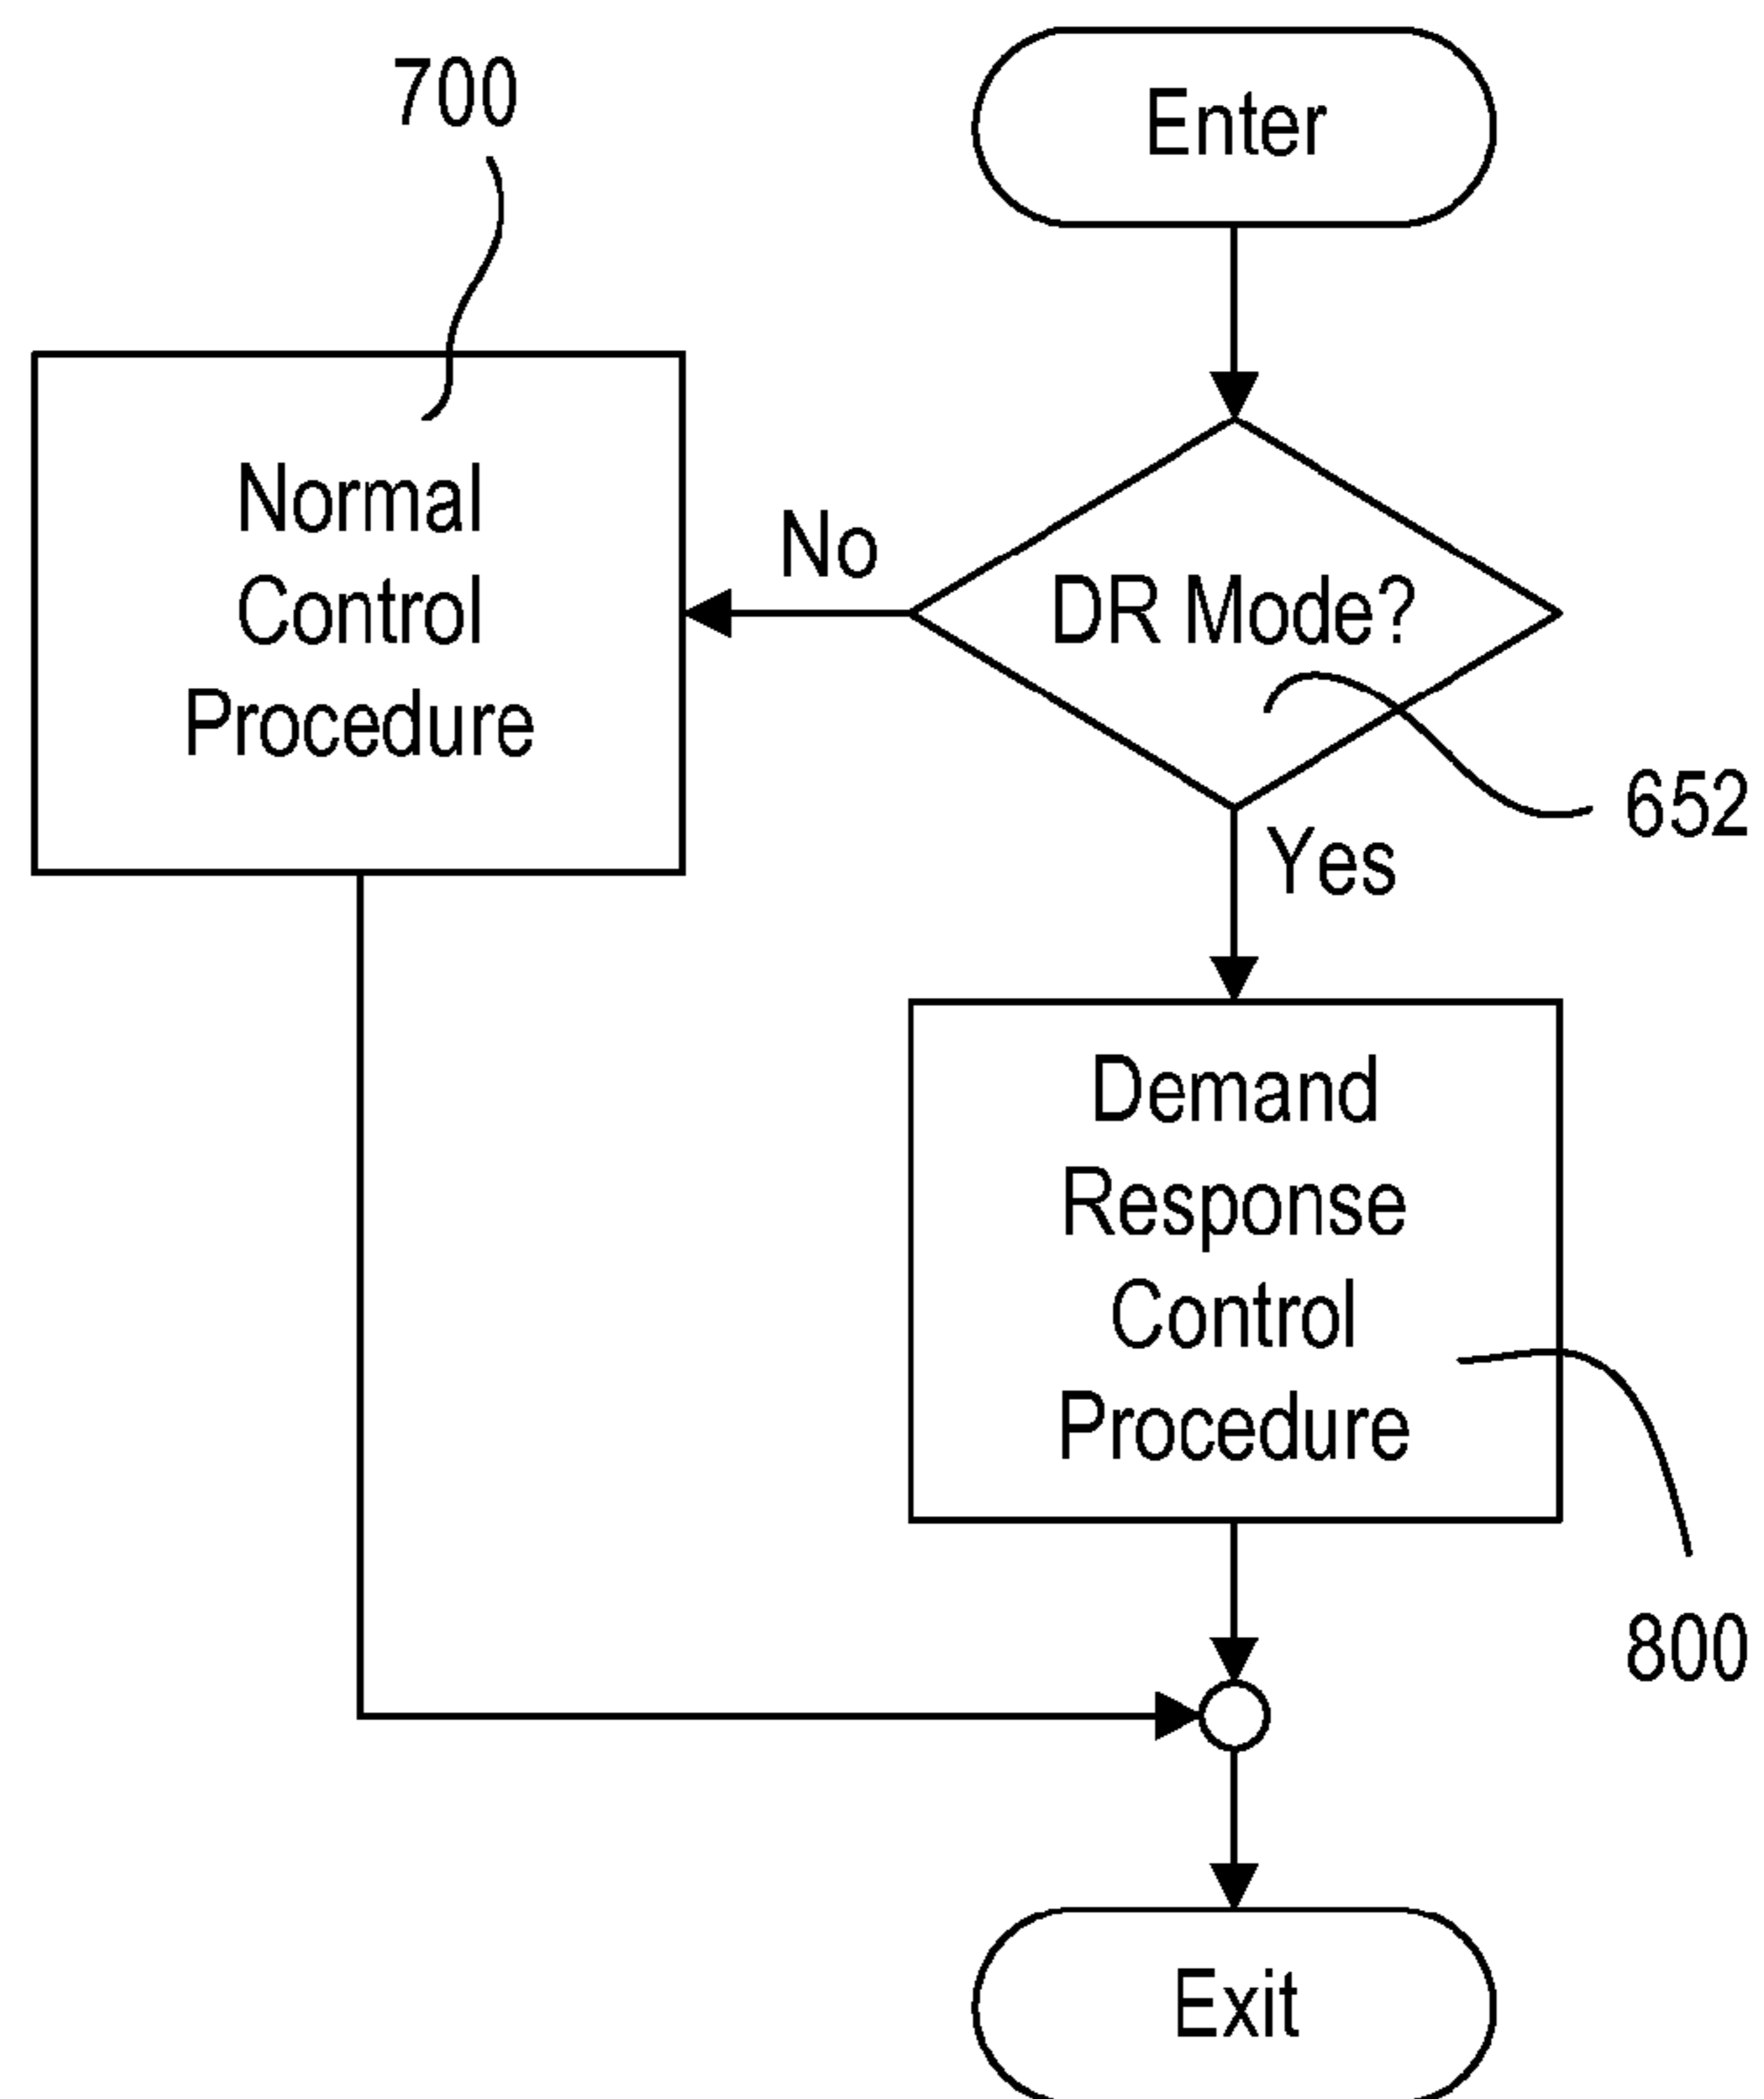 700
Enter
Normal
Control
Procedure
No
DR Mode?
652
Yes
Demand
Response
Control
Procedure
800
Exit